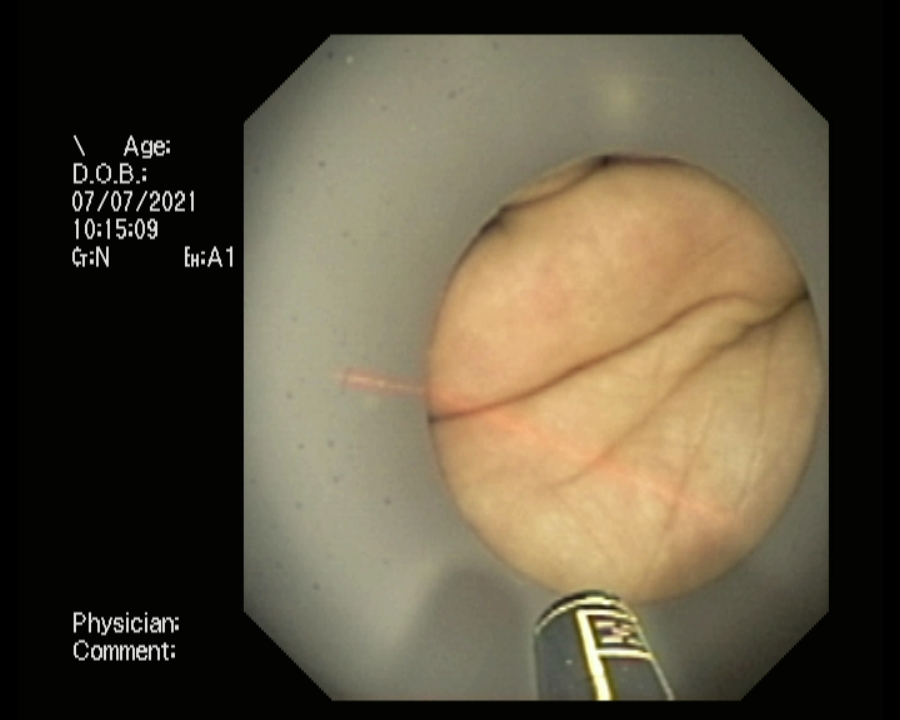 \ Age:
D.O.B.:
07/07/2021
10:15:09
Cr:N EH:A1
Physician:
Comment: